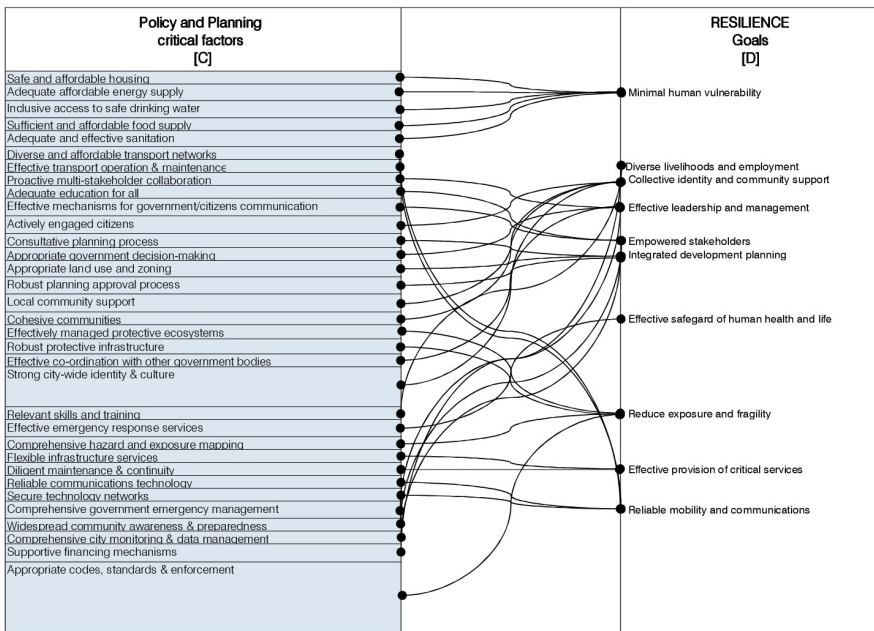 Policy and Planning
critical factors
[C]
RESILIENCE
Goals
[D]
Safe and affordable housing
Adequate affordable energy supply
Inclusive access to safe drinking water
Sufficient and affordable food supply
Adequate and effective sanitation
Diverse and affordable transport networks
Effective transport operation & maintenance
Proactive multi-stakeholder collaboration
Adequate education for all
Effective mechanisms for government/citizens communication
Actively engaged citizens
Consultative planning process
Appropriate government decision-making
Appropriate land use and zoning
Robust planning approval process
Local community support
Cohesive communities
Effectively managed protective ecosystems
Robust protective infrastructure
Effective co-ordination with other government bodies
Strong city-wide identity & culture
Relevant skills and training
Effective emergency response services
Comprehensive hazard and exposure mapping
Flexible infrastructure services
Diligent maintenance & continuity
Reliable communications technology
Secure technology networks
Comprehensive government emergency management
Widespread community awareness & preparedness
Comprehensive city monitoring & data management
Supportive financing mechanisms
Appropriate codes, standards & enforcement
Minimal human vulnerability
Diverse livelihoods and employment
Collective identity and community support
Effective leadership and management
Empowered stakeholders
Integrated development planning
Effective safegard of human health and life
Reduce exposure and fragility
Effective provision of critical services
Reliable mobility and communications